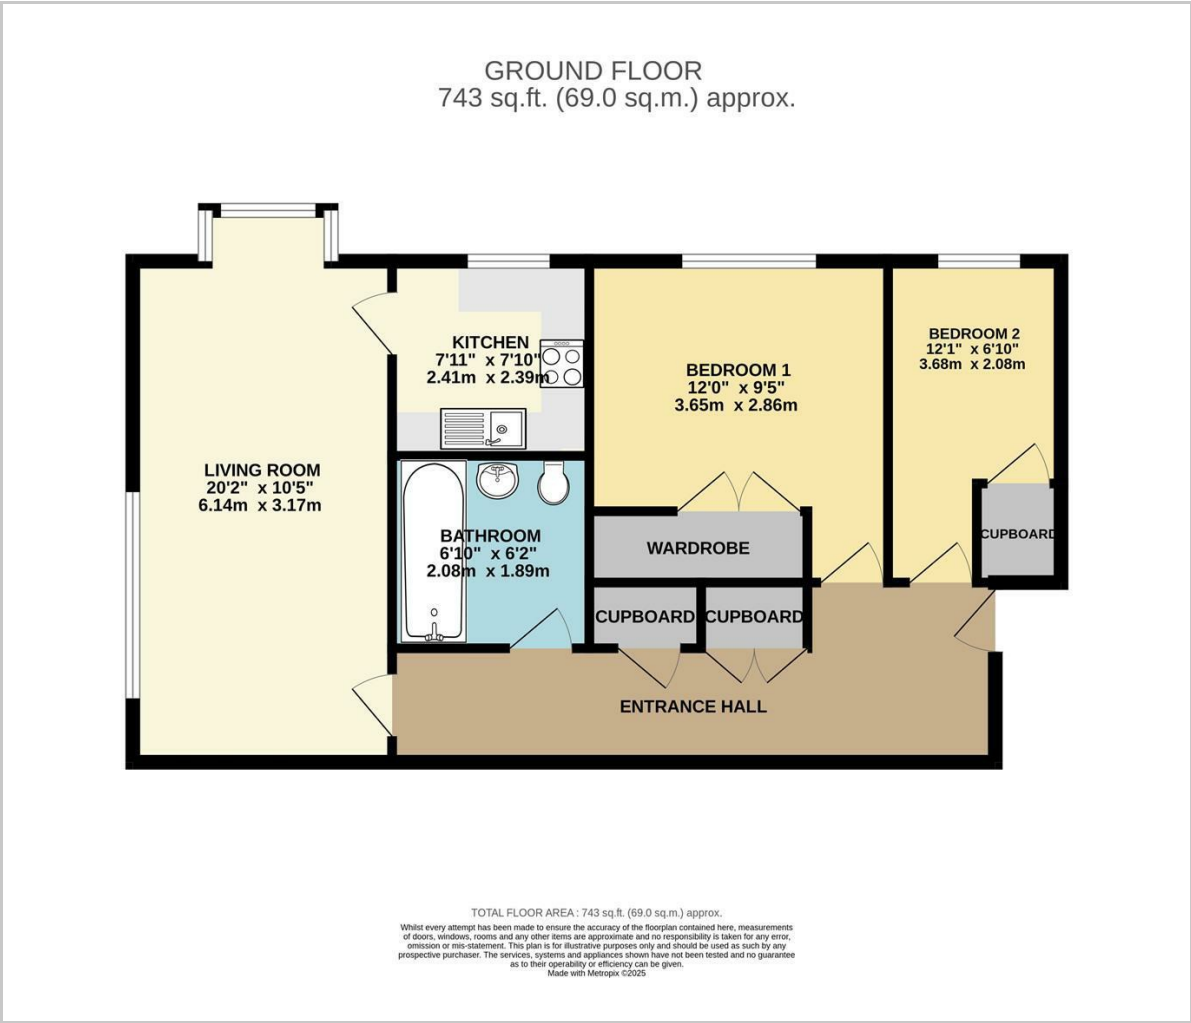 GROUND FLOOR
743 sq.ft. (69.0 sq.m.) approx.
KITCHEN
7'11" x 7'10"
2.41m x 2.39m
BEDROOM 1
12'0" x 9'5"
3.65m x 2.86m
BEDROOM 2
12'1" x 6'10"
3.68m x 2.08m
LIVING ROOM
20'2" x 10'5"
6.14m x 3.17m
BATHROOM
6'10" x 6'2"
2.08m x 1.89m
WARDROBE
CUPBOARD
CUPBOARD
CUPBOARD
ENTRANCE HALL
TOTAL FLOOR AREA : 743 sq.ft. (69.0 sq.m.) approx.
Whilst every attempt has been made to ensure the accuracy of the floorplan contained here, measurements
of doors, windows, rooms and any other items are approximate and no responsibility is taken for any error,
omission or mis-statement. This plan is for illustrative purposes only and should be used as such by any
prospective purchaser. The services, systems and appliances shown have not been tested and no guarantee
as to their operability or efficiency can be given.
Made with Metropix ©2025